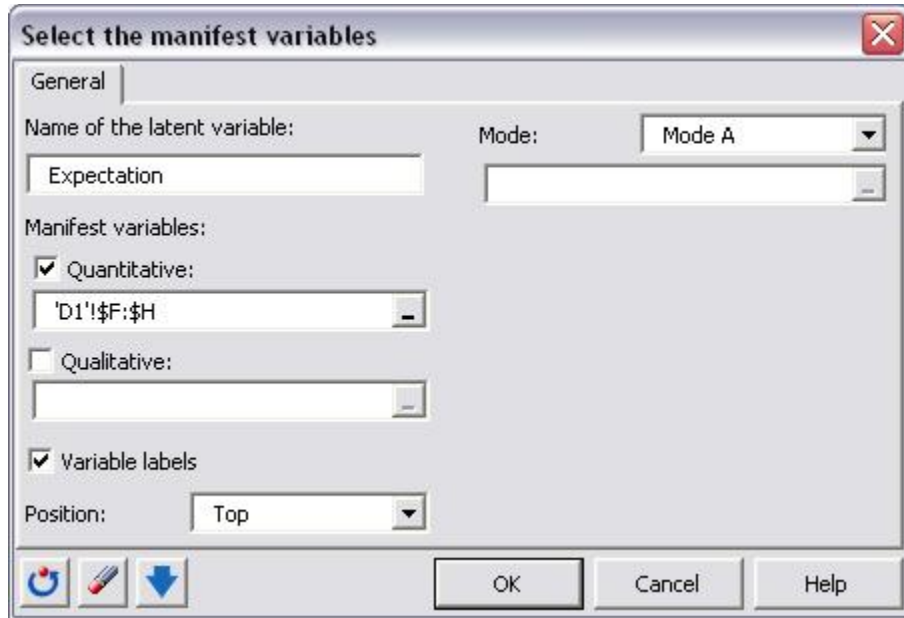 Select the manifest variables
General
Name of the latent variable:
Expectation
Mode:
Mode A
Manifest variables:
Quantitative:
'D1'!$F:$H
Qualitative:
Variable labels
Position:
Top
OK
Cancel
Help